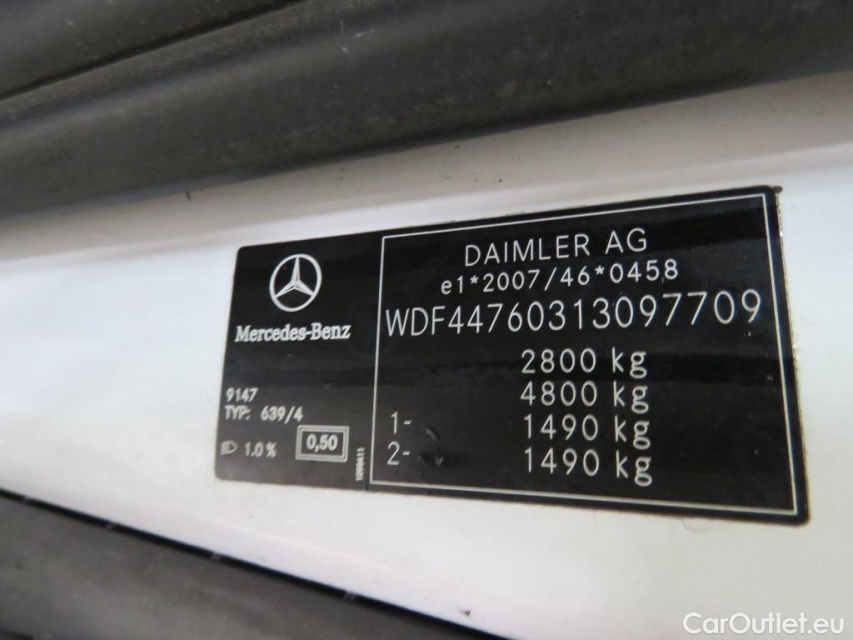 Mercedes-Benz
9147
TYP: 639/4
1.0 %
0,50
DAIMLER AG
e1*2007/46*0458
WDF44760313097709
2800 kg
4800 kg
1- 1490 kg
2- 1490 kg
CarOutlet.eu